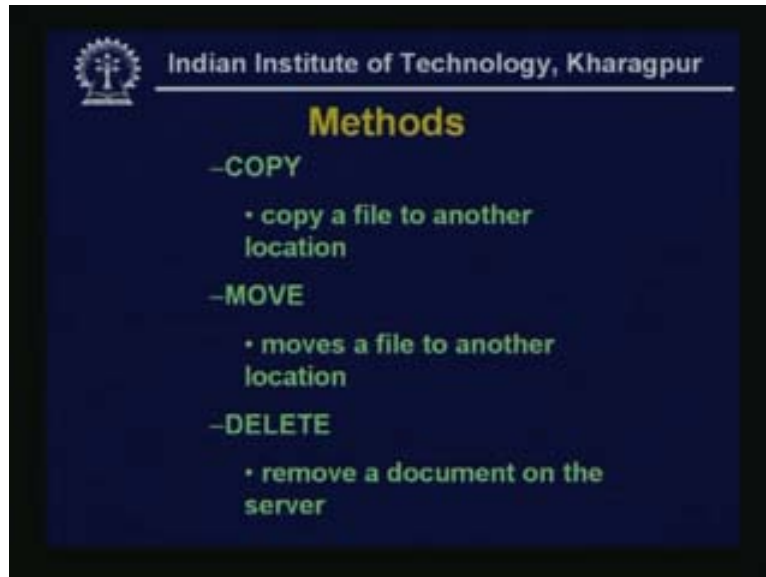 Indian Institute of Technology, Kharagpur
Methods
–COPY
• copy a file to another
location
–MOVE
• moves a file to another
location
–DELETE
• remove a document on the
server